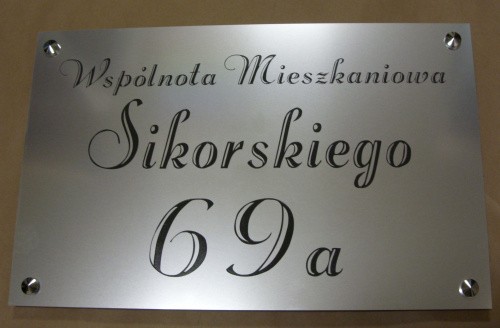 Wspólnota Mieszkaniowa
Sikorskiego
69a